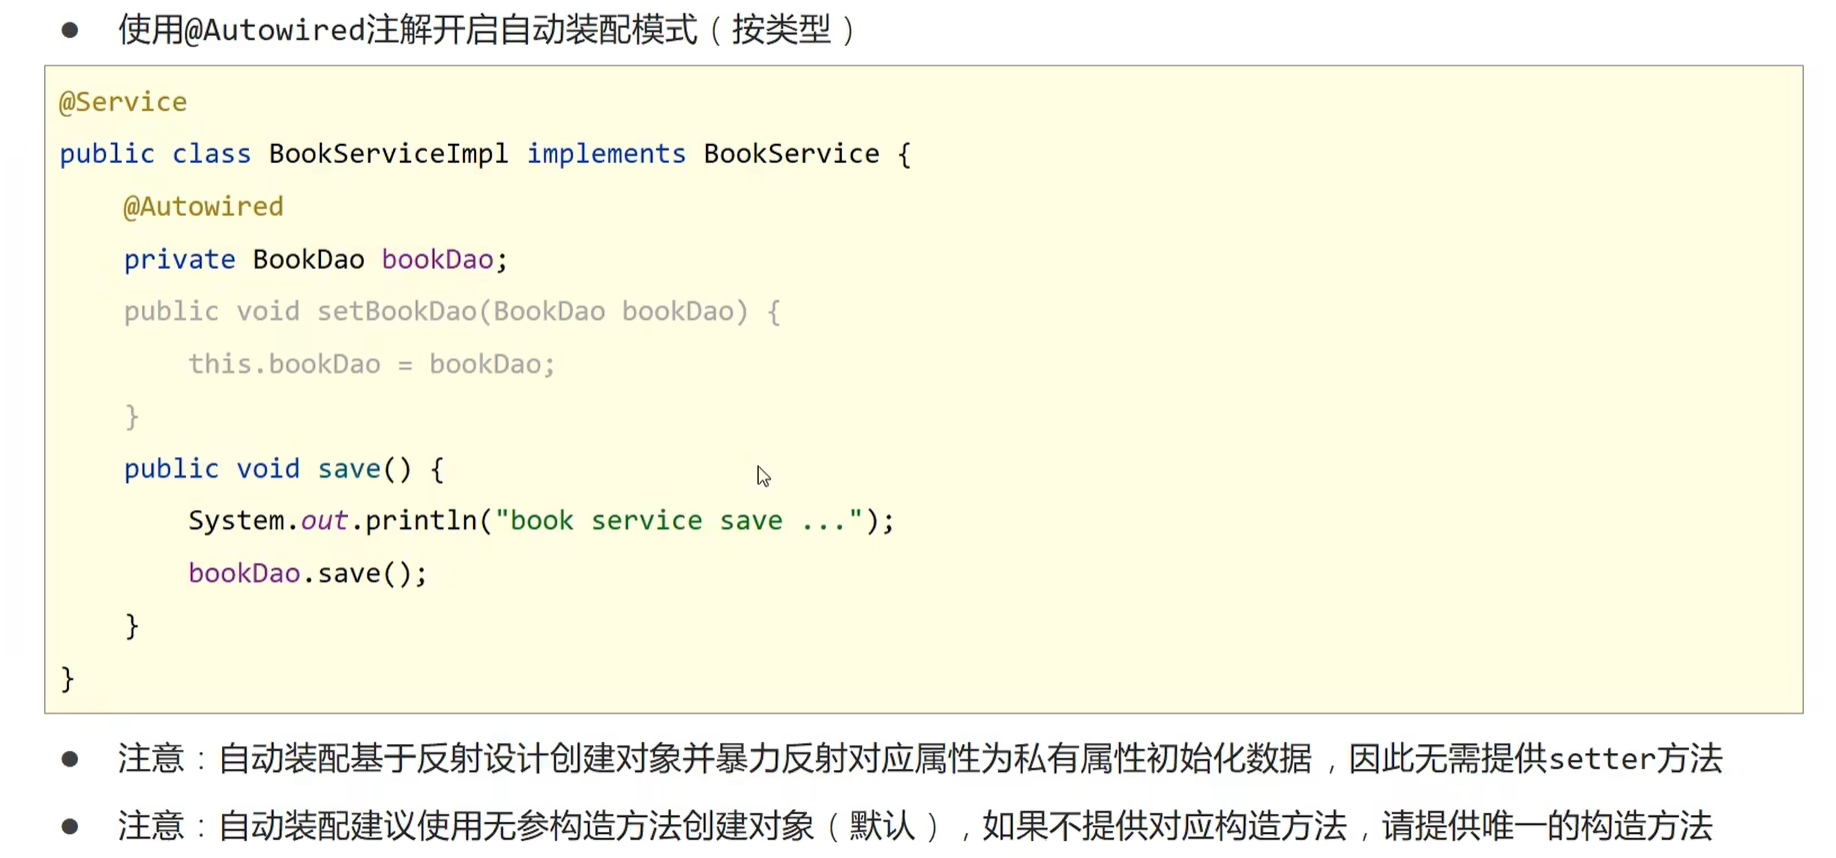 ● 使用@Autowired注解开启自动装配模式（按类型）
@Service
public class BookServiceImpl implements BookService {
    @Autowired
    private BookDao bookDao;
    public void setBookDao(BookDao bookDao) {
        this.bookDao = bookDao;
    }
    public void save() {
        System.out.println("book service save ...");
        bookDao.save();
    }
}
● 注意：自动装配基于反射设计创建对象并暴力反射对应属性为私有属性初始化数据，因此无需提供setter方法
● 注意：自动装配建议使用无参构造方法创建对象（默认），如果不提供对应构造方法，请提供唯一的构造方法